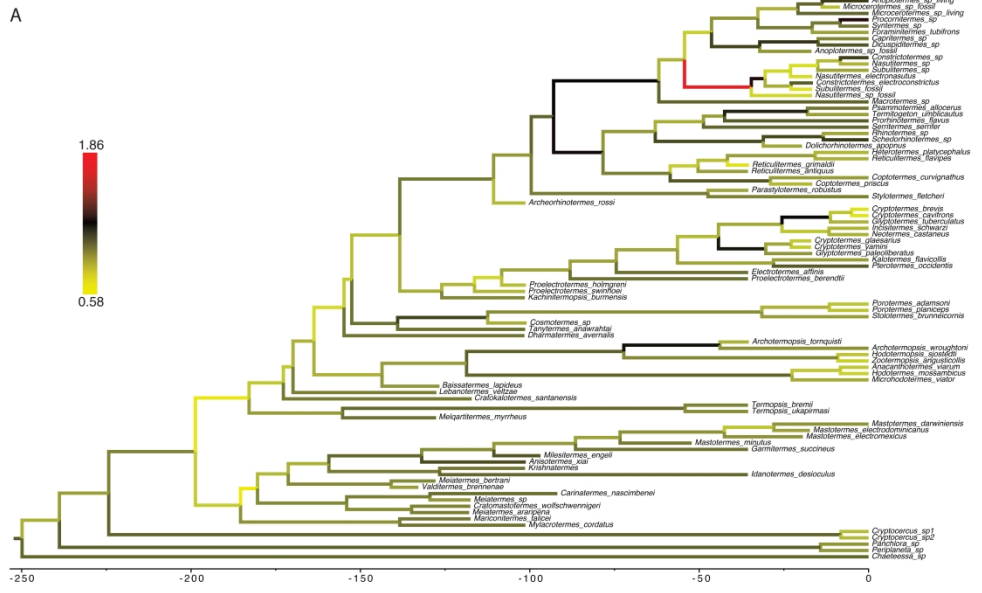 A
Anoplotermes_sp_living
Microcerotermes_sp_fossil
Microcerotermes_sp_living
Procornitermes_sp
Syntermes_sp
Foraminitermes_tubifrons
Capritermes_sp
Dicuspiditermes_sp
Anoplotermes_sp_fossil
Constrictotermes_sp
Nasutitermes_sp
Subulitermes_sp
Nasutitermes_electronasutus
Constrictotermes_electroconstrictus
Subulitermes_fossil
Nasutitermes_sp_fossil
Macrotermes_sp
Psammotermes_allocerus
Termitogeton_umbilicautus
Prorhinotermes_flavus
Serritermes_serrifer
Rhinotermes_sp
Schedorhinotermes_sp
Dolichorhinotermes_apopnus
Heterotermes_platycephalus
Reticulitermes_flavipes
Reticulitermes_grimaldii
Reticulitermes_antiquus
Coptotermes_curvignathus
Coptotermes_priscus
Parastylotermes_robustus
Stylotermes_fletcheri
Archeorhinotermes_rossi
Cryptotermes_brevis
Cryptotermes_cavifrons
Glyptotermes_tuberculatus
Incisitermes_schwarzi
Neotermes_castaneus
Cryptotermes_glaesarius
Cryptotermes_yamini
Glyptotermes_paleoliberatus
Kalotermes_flavicollis
Pterotermes_occidentis
Electrotermes_affinis
Proelectrotermes_berendtii
Proelectrotermes_holmgreni
Proelectrotermes_swinhoei
Kachinitermopsis_burmensis
Porotermes_adamsoni
Porotermes_planiceps
Stolotermes_brunneicornis
Cosmotermes_sp
Tanytermes_anawrahtai
Dharmatermes_avernalis
Archotermopsis_tornquisti
Archotermopsis_wroughtoni
Hodotermopsis_sjostedti
Zootermopsis_angusticollis
Anacanthotermes_viarum
Hodotermes_mossambicus
Microhodotermes_viator
Baissatermes_lapideus
Lebanotermes_veltzae
Cratokalotermes_santanensis
Termopsis_bremii
Termopsis_ukapirmasi
Melqartitermes_myrrheus
Mastotermes_darwiniensis
Mastotermes_electrodominicanus
Mastotermes_electromexicus
Mastotermes_minutus
Garmitermes_succineus
Milesitermes_engeli
Anisotermes_xiai
Krishnatermes
Idanotermes_desioculus
Meiatermes_bertrani
Valditermes_brennenae
Carinatermes_nascimbenei
Meiatermes_sp
Cratomastotermes_wolfschwennigeri
Meiatermes_araripena
Mariconitermes_talicei
Mylacrotermes_cordatus
Cryptocercus_sp1
Cryptocercus_sp2
Panchlora_sp
Periplaneta_sp
Chaeteessa_sp
1.86
0.58
-250 -200 -150 -100 -50 0